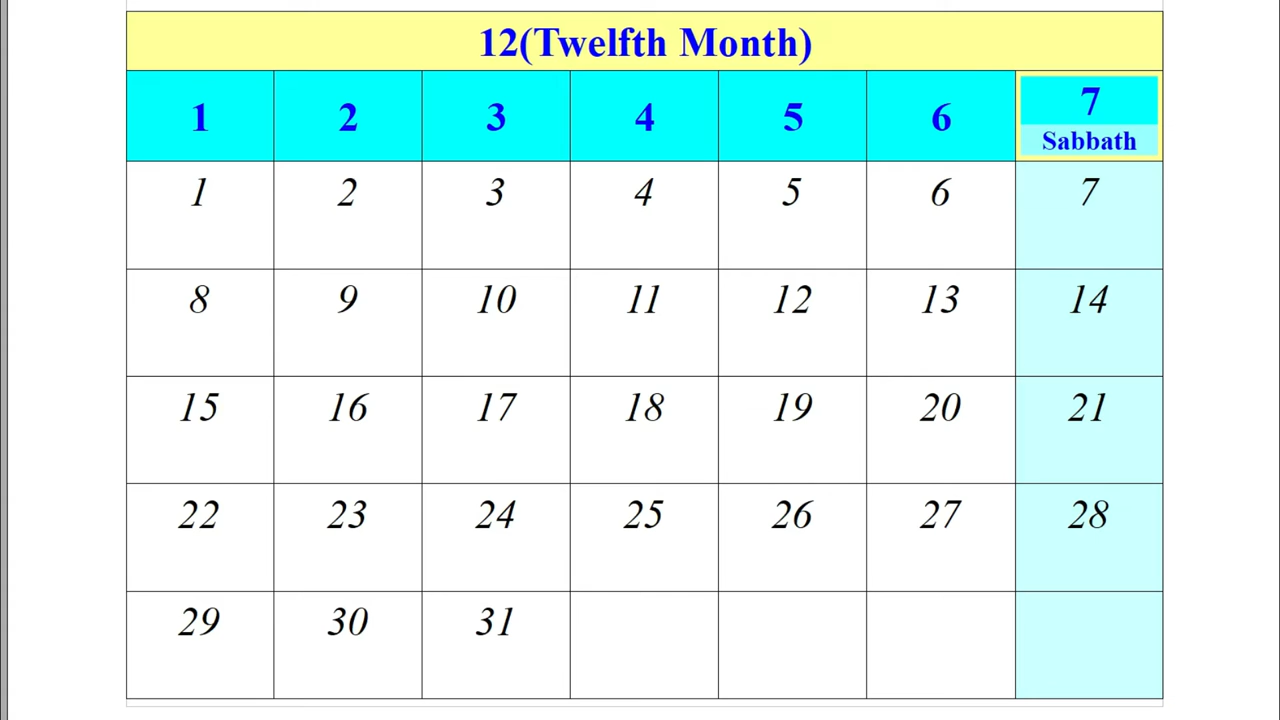 12(Twelfth Month)
1 2 3 4 5 6 7
Sabbath
1 2 3 4 5 6 7
8 9 10 11 12 13 14
15 16 17 18 19 20 21
22 23 24 25 26 27 28
29 30 31